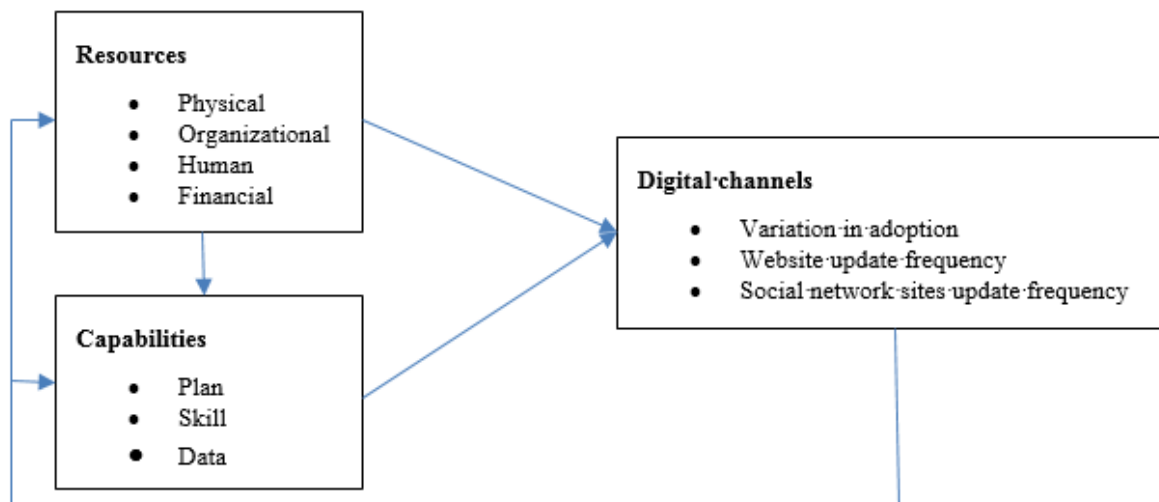 Resources
• Physical
• Organizational
• Human
• Financial
Capabilities
• Plan
• Skill
• Data
Digital·channels
• Variation·in·adoption
• Website·update·frequency
• Social·network·sites·update·frequency